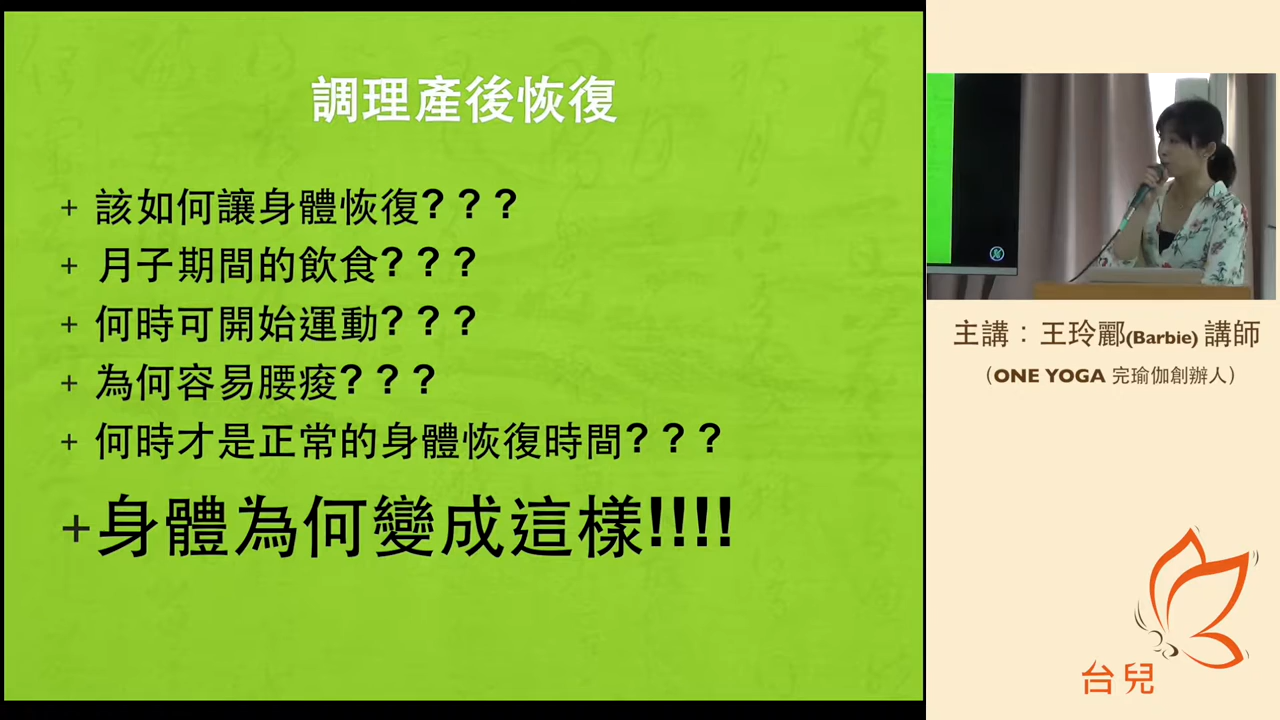 調理產後恢復
+ 該如何讓身體恢復???
+ 月子期間的飲食???
+ 何時可開始運動???
+ 為何容易腰痠???
+ 何時才是正常的身體恢復時間???
+身體為何變成這樣!!!!
主講：王玲酈(Barbie) 講師
（ONE YOGA 完瑜伽創辦人）
台兒